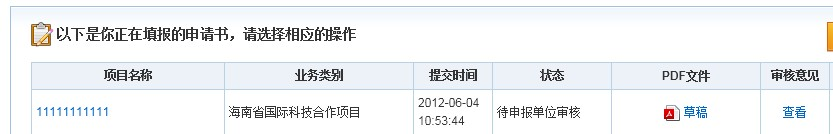 以下是你正在填报的申请书，请选择相应的操作
项目名称 业务类别 提交时间 状态 PDF文件 审核意见
11111111111 海南省国际科技合作项目 2012-06-04 10:53:44 待申报单位审核 草稿 查看